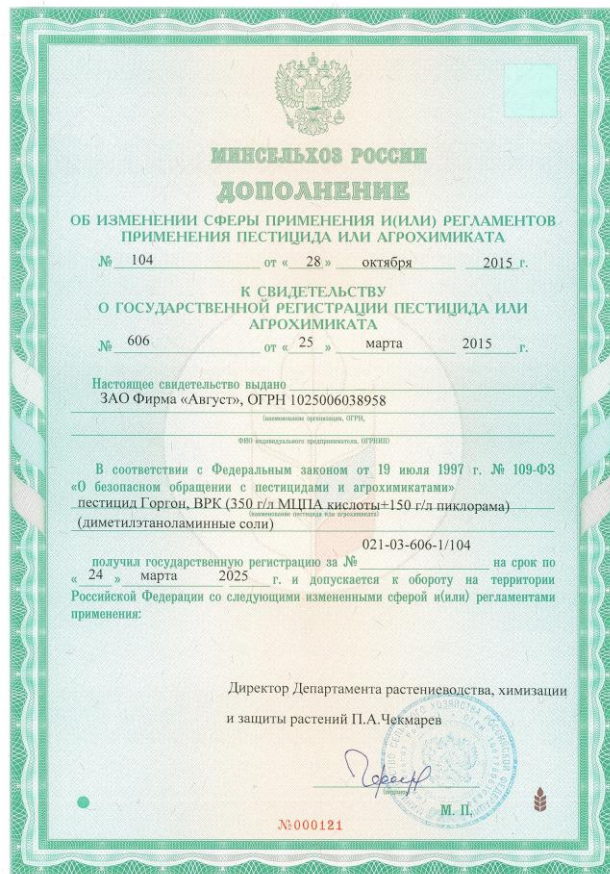 МИНСЕЛЬХОЗ РОССИИ
ДОПОЛНЕНИЕ
ОБ ИЗМЕНЕНИИ СФЕРЫ ПРИМЕНЕНИЯ И(ИЛИ) РЕГЛАМЕНТОВ
ПРИМЕНЕНИЯ ПЕСТИЦИДА ИЛИ АГРОХИМИКАТА
№ 104 от « 28 » октября 2015 г.
К СВИДЕТЕЛЬСТВУ
О ГОСУДАРСТВЕННОЙ РЕГИСТРАЦИИ ПЕСТИЦИДА ИЛИ
АГРОХИМИКАТА
№ 606 от « 25 » марта 2015 г.
Настоящее свидетельство выдано
ЗАО Фирма «Август», ОГРН 1025006038958
(наименование организации, ОГРН,
ФИО индивидуального предпринимателя, ОГРНИП)
В соответствии с Федеральным законом от 19 июля 1997 г. № 109-ФЗ
«О безопасном обращении с пестицидами и агрохимикатами»
пестицид Горгон, ВРК (350 г/л МЦПА кислоты+150 г/л пиклорама)
(наименование пестицида или агрохимиката)
(диметилэтаноламинные соли)
021-03-606-1/104
получил государственную регистрацию за № на срок по
« 24 » марта 2025 г. и допускается к обороту на территории
Российской Федерации со следующими измененными сферой и(или) регламентами
применения:
Директор Департамента растениеводства, химизации
и защиты растений П.А.Чекмарев
(подпись)
М. П.
№000121